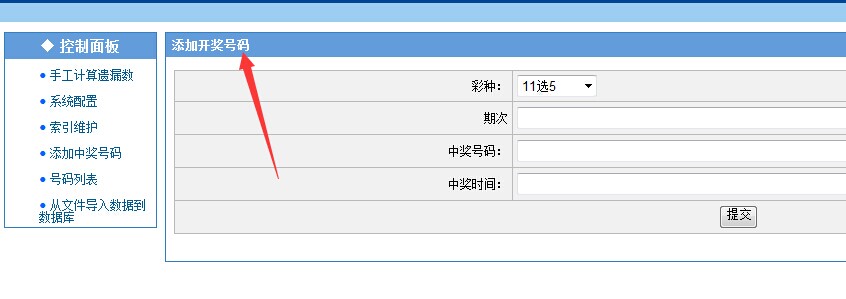 ◆ 控制面板
● 手工计算遗漏数
● 系统配置
● 索引维护
● 添加中奖号码
● 号码列表
● 从文件导入数据到
数据库
添加开奖号码
彩种： 11选5
期次
中奖号码：
中奖时间：
提交